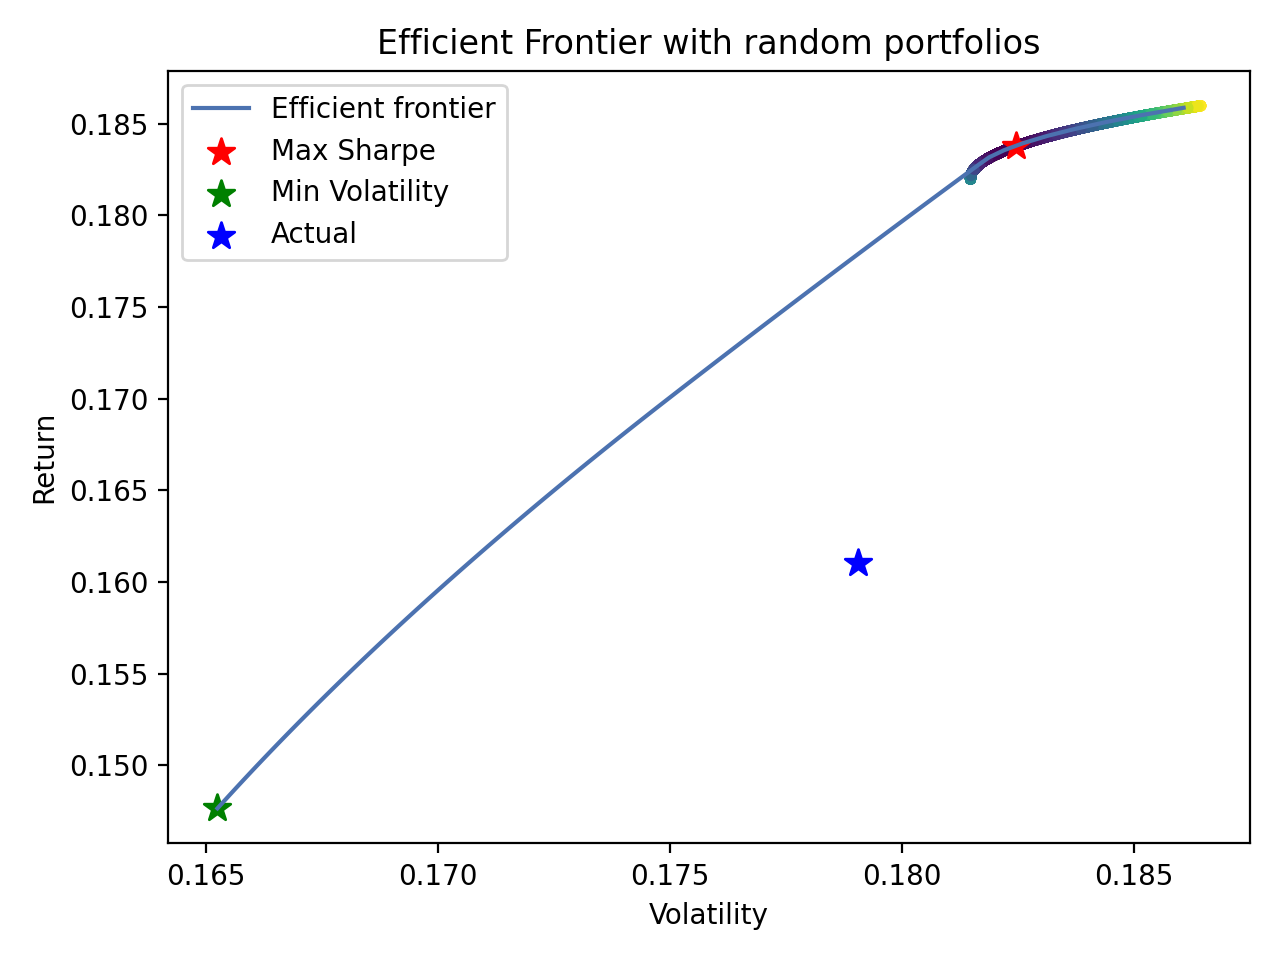 Efficient Frontier with random portfolios
Efficient frontier
Max Sharpe
Min Volatility
Actual
Return
0.185
0.180
0.175
0.170
0.165
0.160
0.155
0.150
0.165 0.170 0.175 0.180 0.185
Volatility